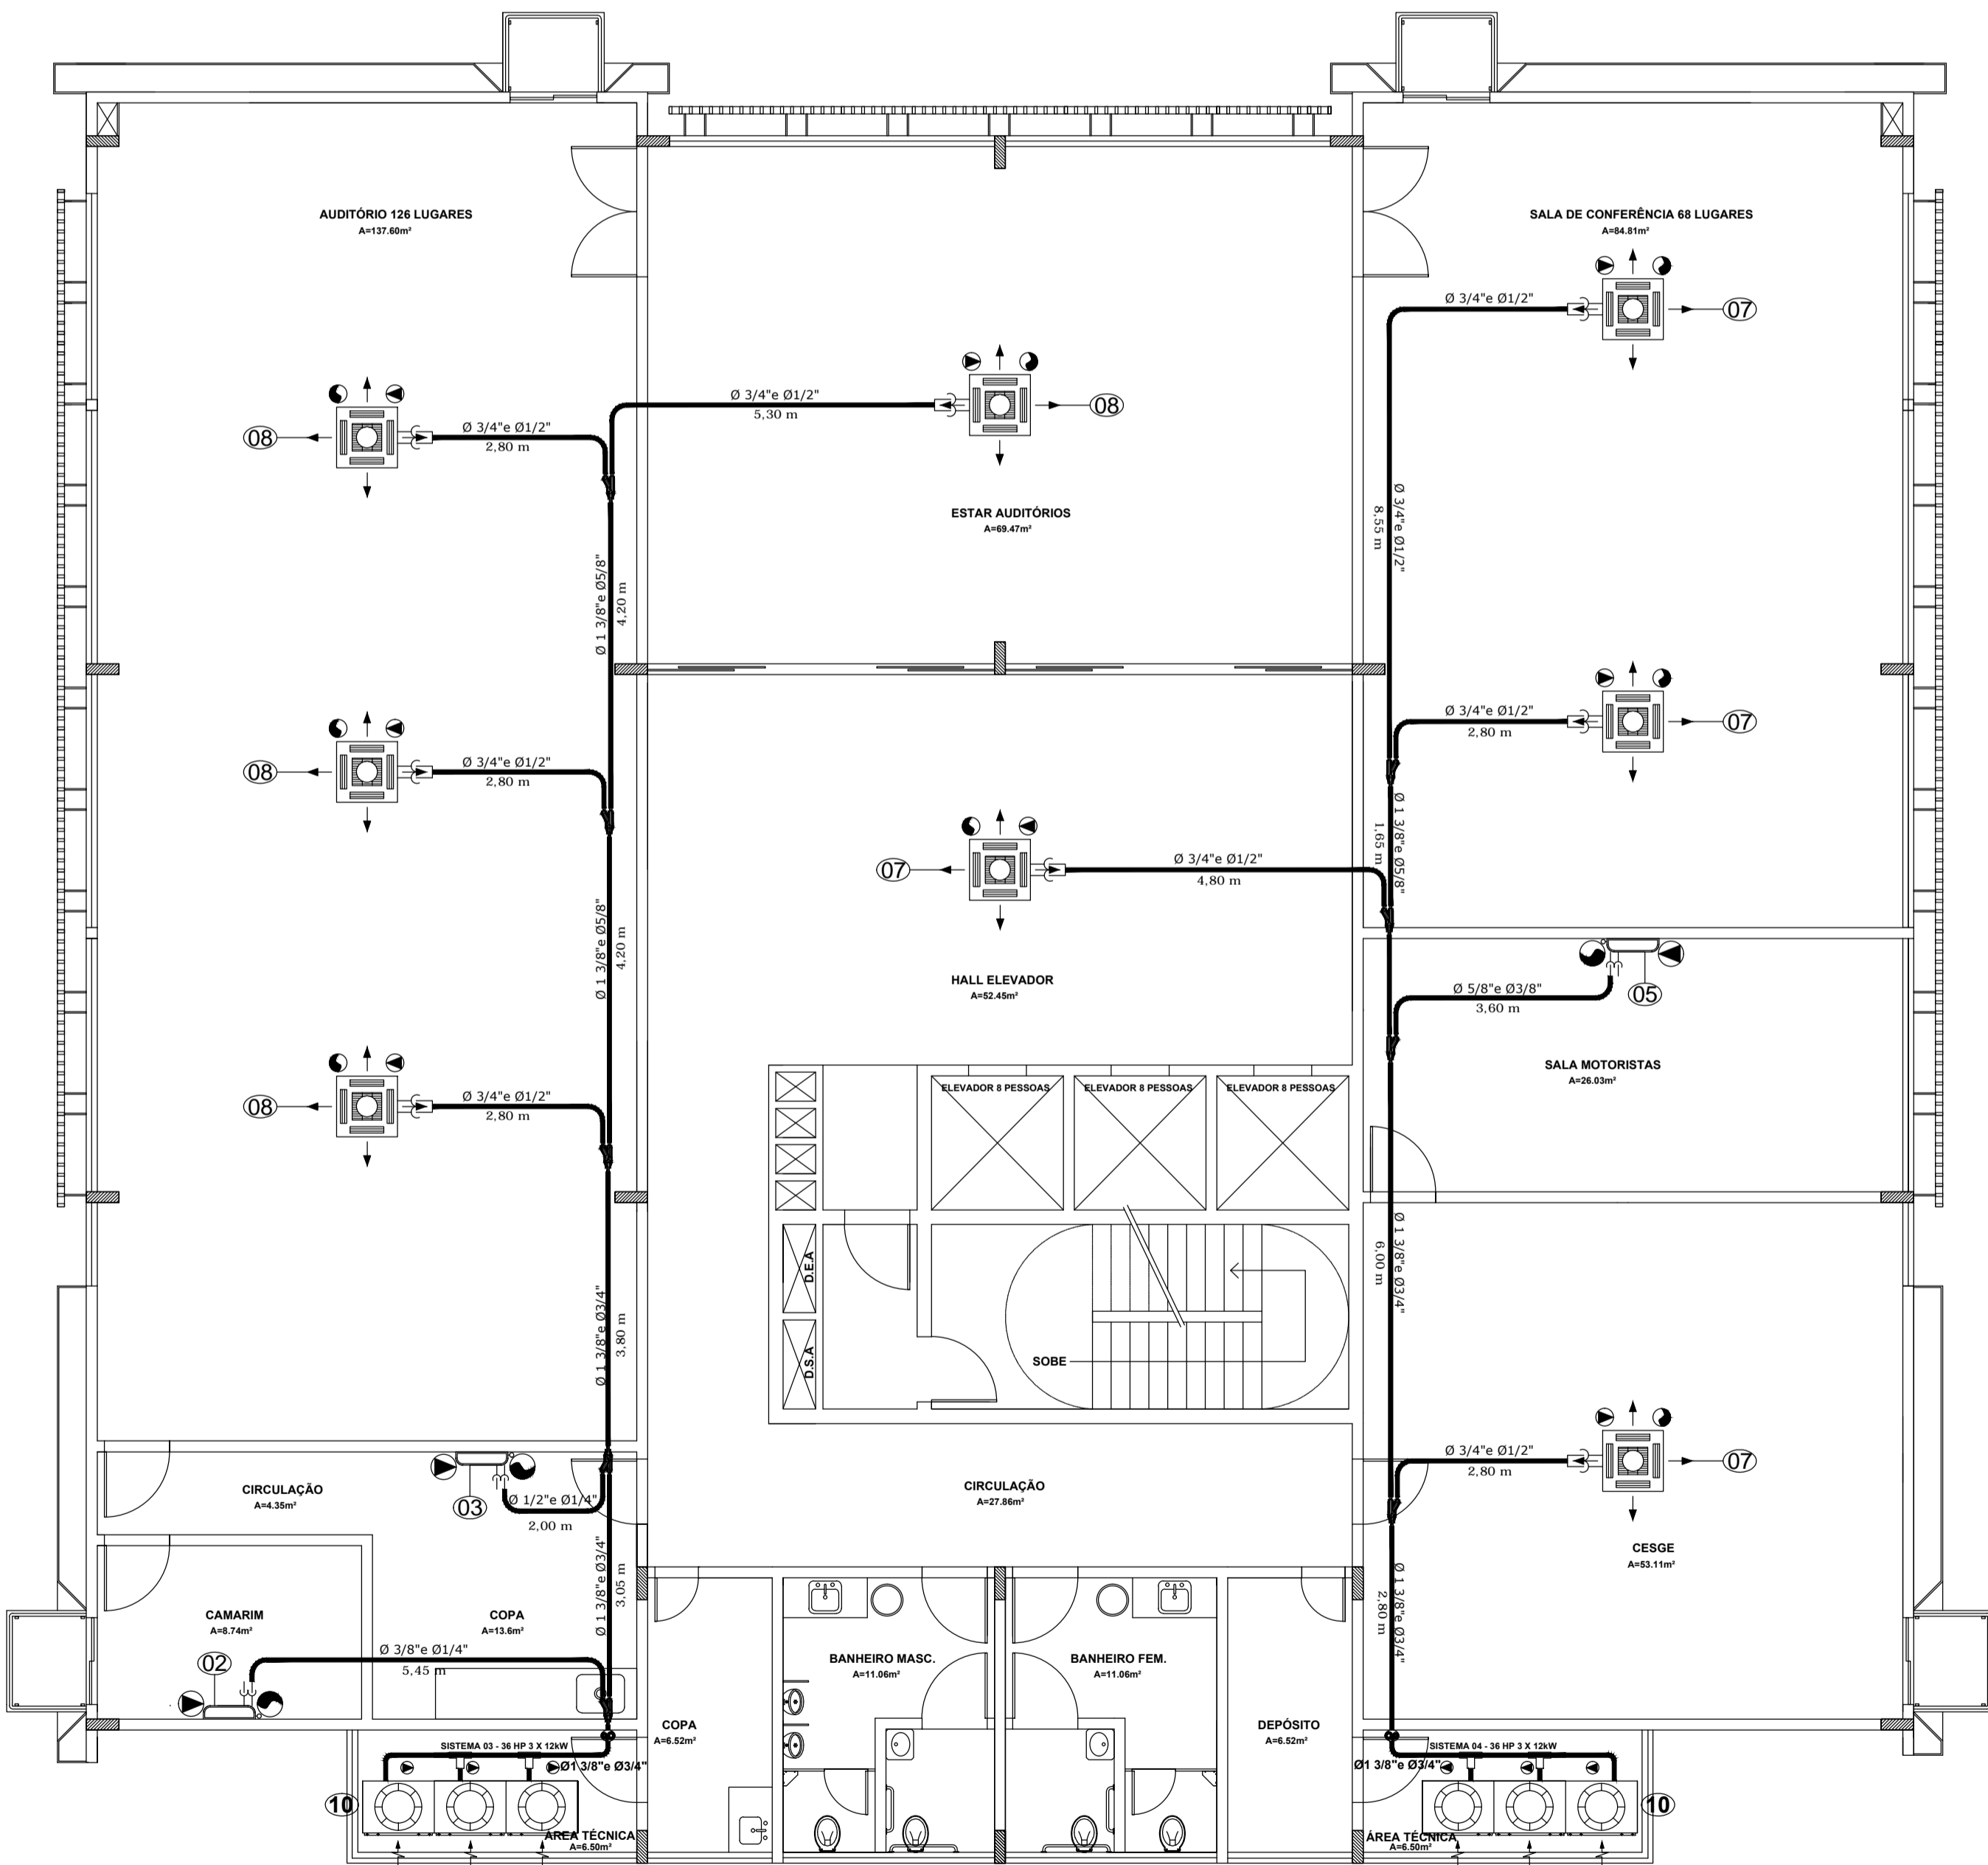 AUDITÓRIO 126 LUGARES
A=137.60m²
SALA DE CONFERÊNCIA 68 LUGARES
A=84.81m²
Ø 3/4"e Ø1/2"
07
Ø 3/4"e Ø1/2"
5,30 m
08
08
Ø 3/4"e Ø1/2"
2,80 m
ESTAR AUDITÓRIOS
A=69.47m²
Ø 3/4"e Ø1/2"
8,55 m
Ø 1 3/8"e Ø5/8"
4,20 m
08
Ø 3/4"e Ø1/2"
2,80 m
Ø 3/4"e Ø1/2"
2,80 m
07
Ø 1 3/8"e Ø5/8"
1,65 m
07
Ø 3/4"e Ø1/2"
4,80 m
Ø 1 3/8"e Ø5/8"
4,20 m
HALL ELEVADOR
A=52.45m²
Ø 5/8"e Ø3/8"
3,60 m
05
SALA MOTORISTAS
A=26.03m²
08
Ø 3/4"e Ø1/2"
2,80 m
ELEVADOR 8 PESSOAS
ELEVADOR 8 PESSOAS
ELEVADOR 8 PESSOAS
D.E.A
D.S.A
SOBE
Ø 1 3/8"e Ø3/4"
6,00 m
Ø 1 3/8"e Ø3/4"
3,80 m
Ø 3/4"e Ø1/2"
2,80 m
07
CIRCULAÇÃO
A=4.35m²
03
Ø 1/2"e Ø1/4"
2,00 m
CIRCULAÇÃO
A=27.86m²
CESGE
A=53.11m²
Ø 1 3/8"e Ø3/4"
3,05 m
Ø 1 3/8"e Ø3/4"
2,80 m
CAMARIM
A=8.74m²
COPA
A=13.6m²
02
Ø 3/8"e Ø1/4"
5,45 m
BANHEIRO MASC.
A=11.06m²
BANHEIRO FEM.
A=11.06m²
COPA
A=6.52m²
DEPÓSITO
A=6.52m²
SISTEMA 03 - 36 HP 3 X 12kW
Ø1 3/8"e Ø3/4"
10
ÁREA TÉCNICA
A=6.50m²
SISTEMA 04 - 36 HP 3 X 12kW
Ø1 3/8"e Ø3/4"
10
ÁREA TÉCNICA
A=6.50m²